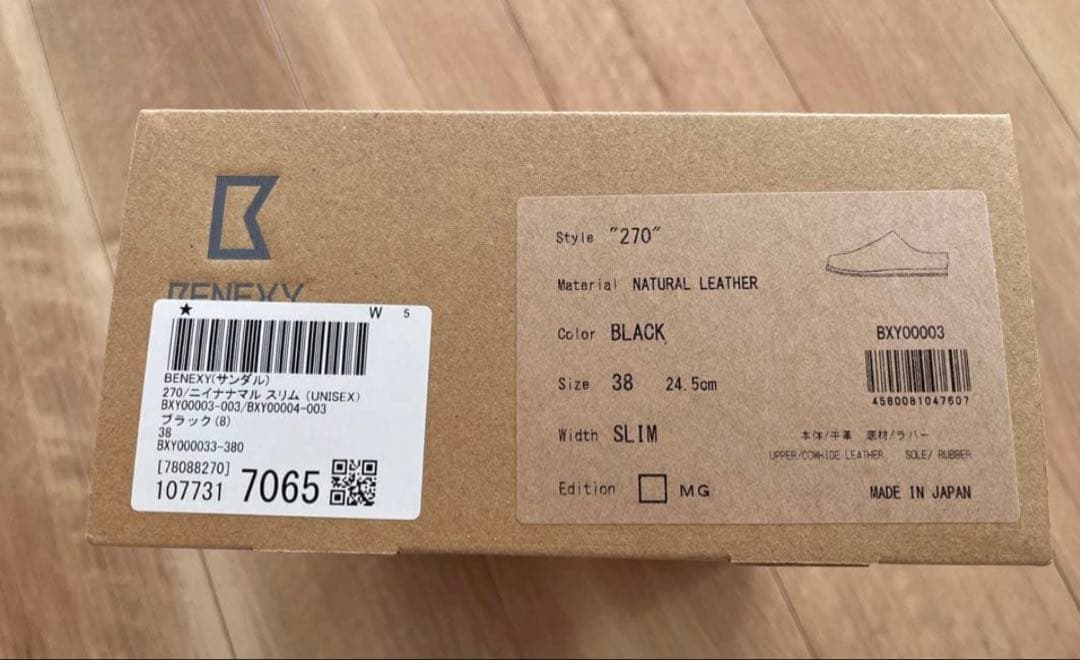 BENEXY
★ W 5
BENEXY(サンダル)
270/ニイナナマル スリム (UNISEX)
BXY00003-003/BXY00004-003
ブラック(8)
38
BXY000033-380
[78088270]
107731 7065
Style "270"
Material NATURAL LEATHER
Color BLACK
Size 38 24.5cm
Width SLIM
Edition MG
BXY00003
4580081047607
本体/牛革 底材/ラバー
UPPER/COWHIDE LEATHER SOLE/ RUBBER
MADE IN JAPAN